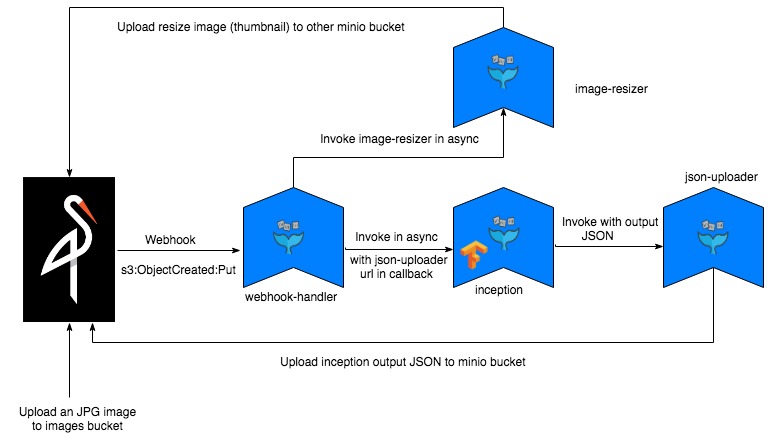 Upload resize image (thumbnail) to other minio bucket
image-resizer
Invoke image-resizer in async
json-uploader
Webhook
s3:ObjectCreated:Put
webhook-handler
Invoke in async
with json-uploader
url in callback
inception
Invoke with output
JSON
Upload inception output JSON to minio bucket
Upload an JPG image
to images bucket